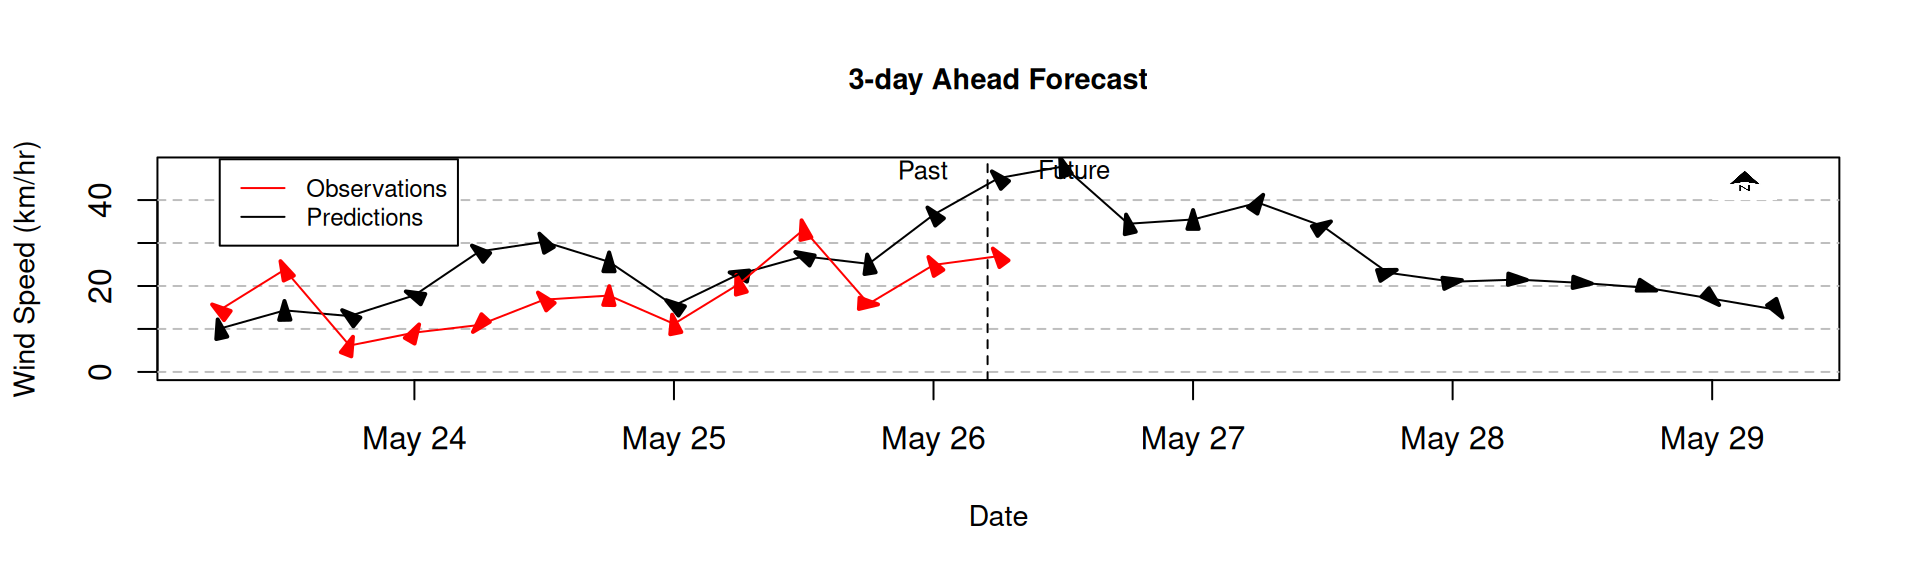 3-day Ahead Forecast
Wind Speed (km/hr)
0
20
40
Observations
Predictions
Past
Future
N
May 24
May 25
May 26
May 27
May 28
May 29
Date